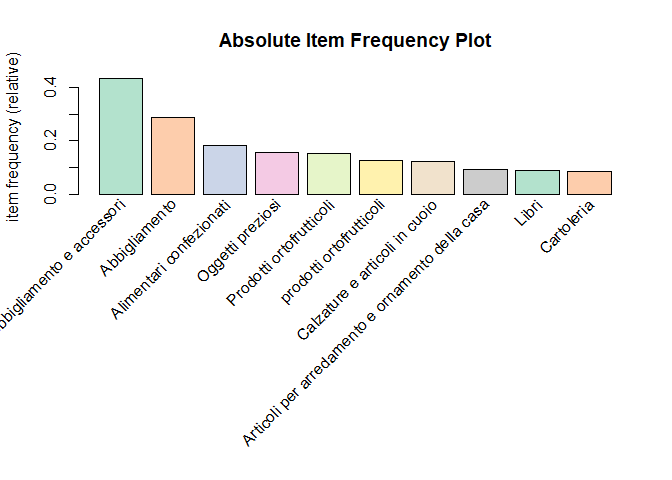 Absolute Item Frequency Plot
item frequency (relative)
0.4
0.2
0.0
bbigliamento e accessori
Abbigliamento
Alimentari confezionati
Oggetti preziosi
Prodotti ortofrutticoli
prodotti ortofrutticoli
Calzature e articoli in cuoio
Articoli per arredamento e ornamento della casa
Libri
Cartoleria